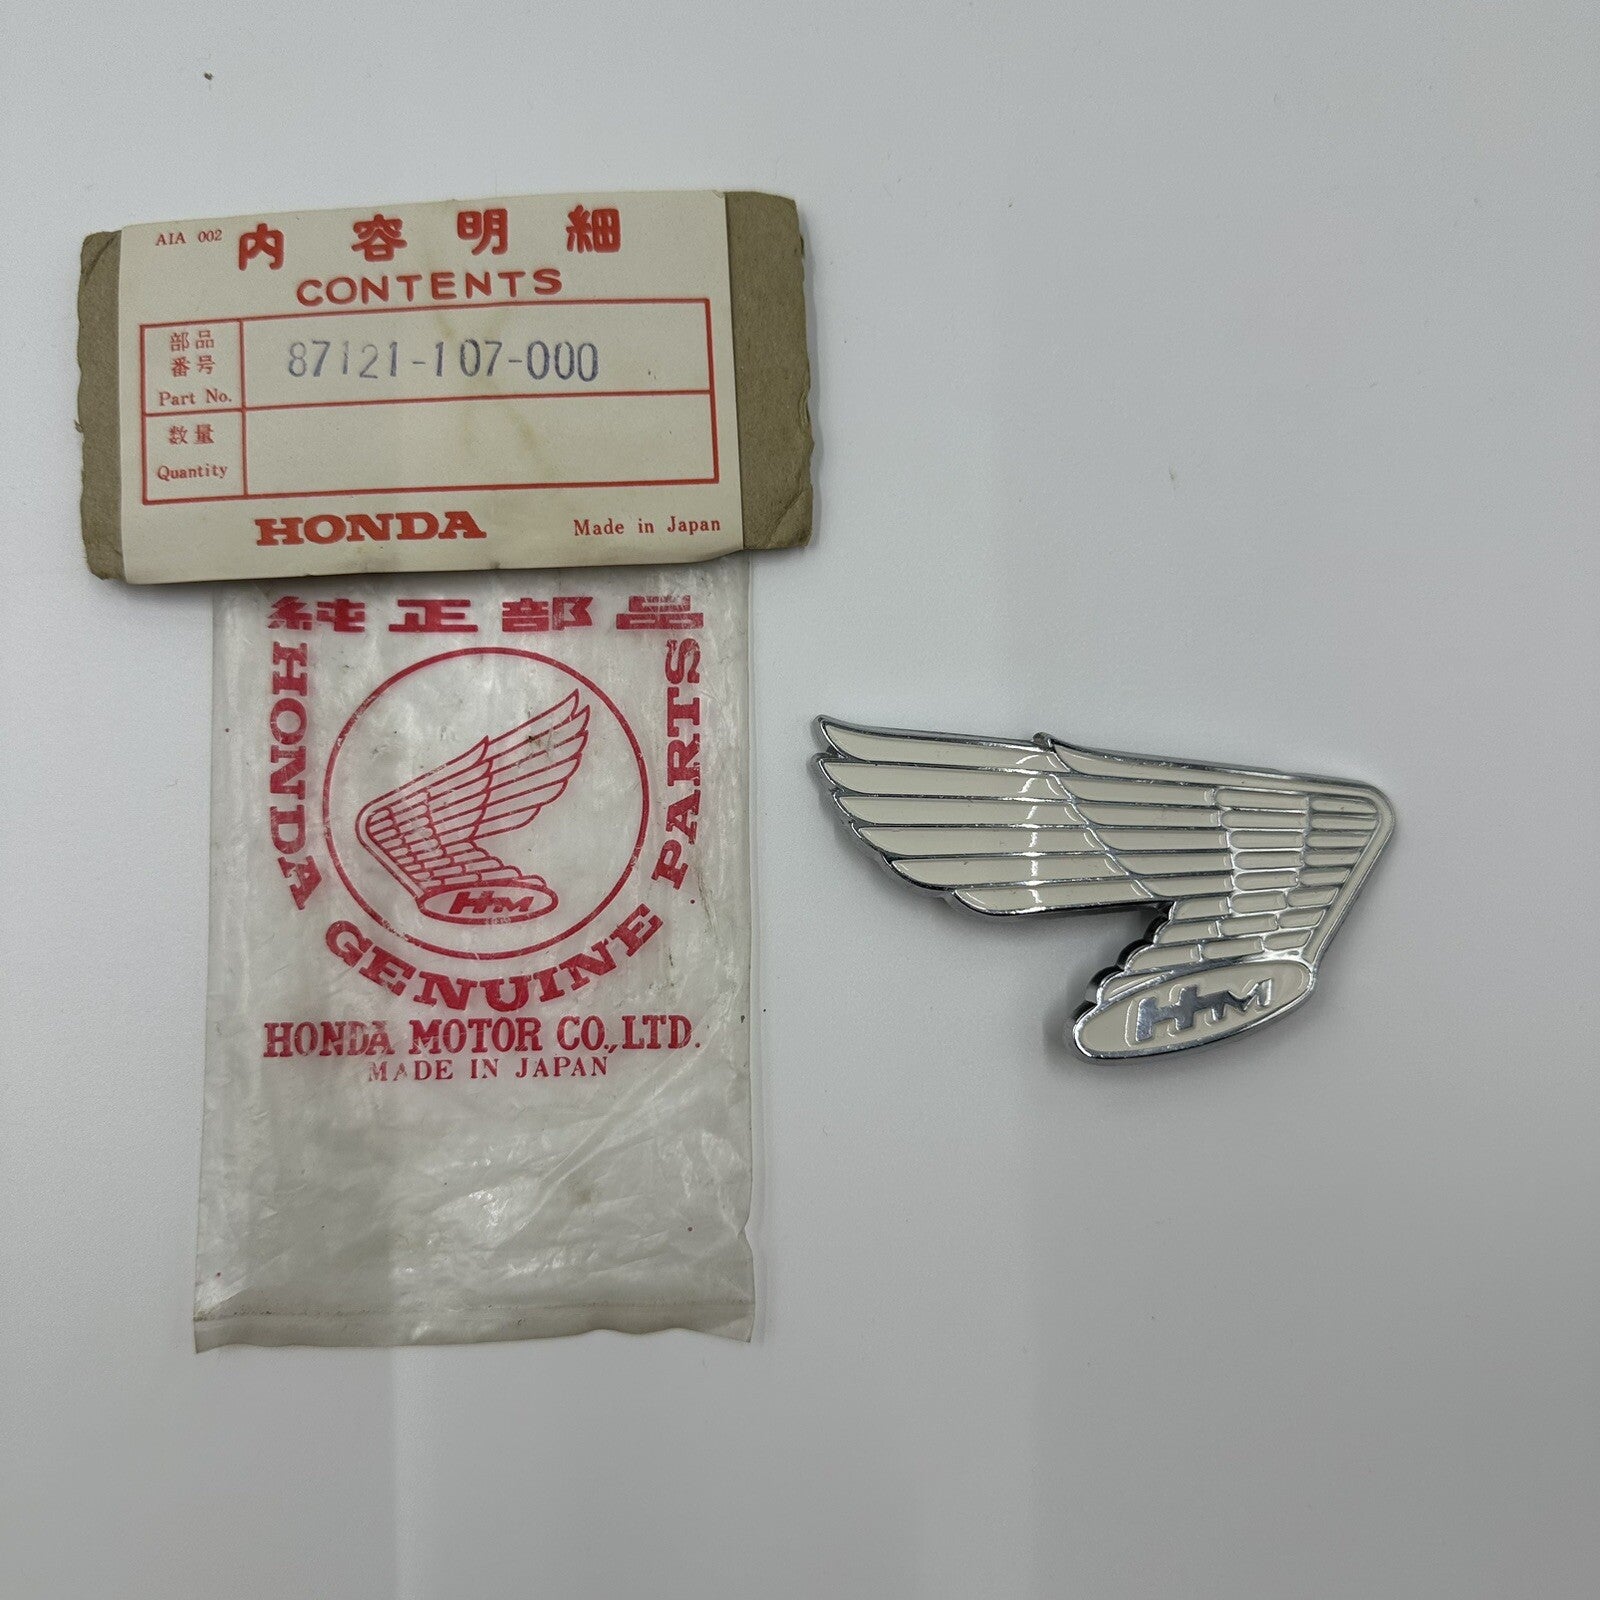 AIA 002
内容明細
CONTENTS
部品
番号
Part No.
87121-107-000
数量
Quantity
HONDA
Made in Japan
純正部品
HONDA GENUINE PARTS
HM
HONDA MOTOR CO.,LTD.
MADE IN JAPAN
HM